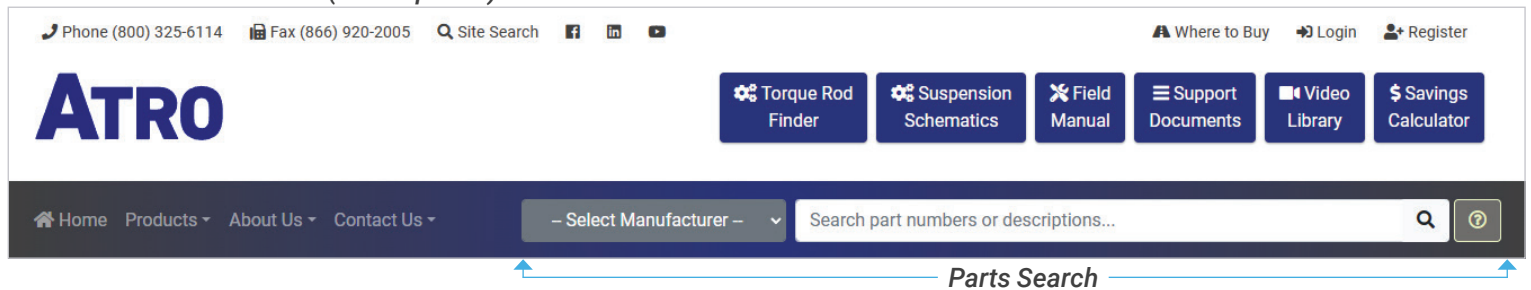 Phone (800) 325-6114 Fax (866) 920-2005 Site Search
Where to Buy Login Register
ATRO
Torque Rod
Finder
Suspension
Schematics
Field
Manual
Support
Documents
Video
Library
$ Savings
Calculator
Home Products About Us Contact Us
-- Select Manufacturer --
Search part numbers or descriptions...
Parts Search